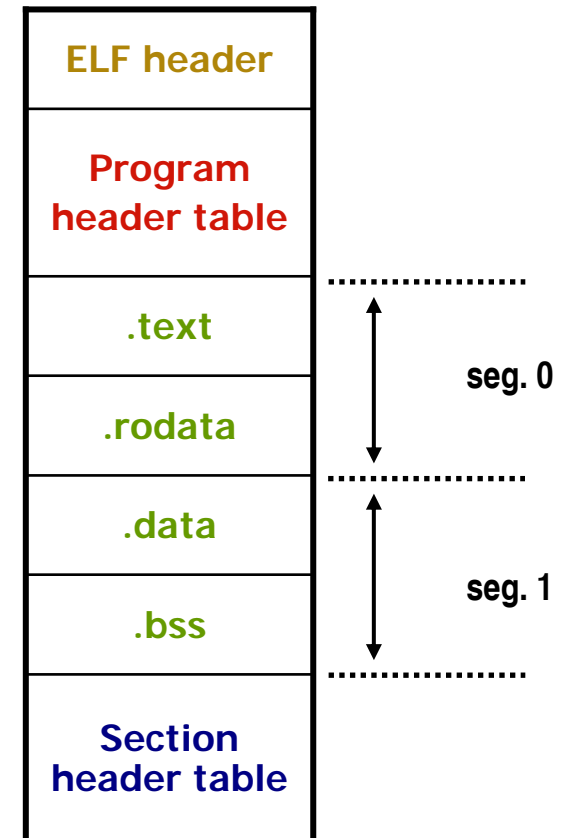 ELF header
Program
header table
.text
seg. 0
.rodata
.data
seg. 1
.bss
Section
header table